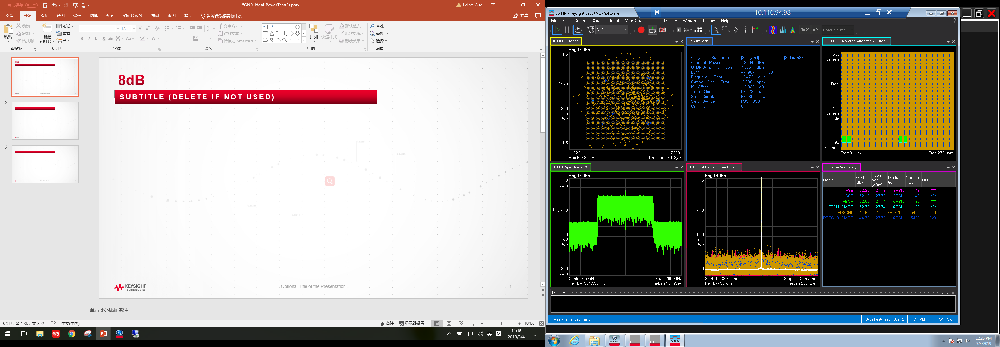 自动保存 关
5GNR_Ideal_PowerTest(2).pptx
Leibo Guo
文件 开始 插入 绘图 设计 切换 动画 幻灯片放映 审阅 视图 帮助 告诉我你想要做什么
共享
粘贴
剪切
复制
格式刷
剪贴板
新建
幻灯片
版式
重置
节
幻灯片
18
B I U S abc AV Aa A
字体
文字方向
对齐文本
转换为 SmartArt
段落
排列
快速样式
形状填充
形状轮廓
形状效果
绘图
查找
替换
选择
编辑
1
8dB
2
3
8dB
SUBTITLE (DELETE IF NOT USED)
KEYSIGHT
TECHNOLOGIES
Optional Title of the Presentation
1
单击此处添加备注
幻灯片 第 1 张，共 3 张
中文(中国)
备注
显示器设置
104%
有道
英
M
11:18
2019/3/4
10.116.94.98
5G NR - Keysight 89600 VSA Software
File Edit Control Source Input MeasSetup Trace Markers Window Utilities Help
Default
50 % 0 % Color Normal
A: OFDM Meas
Rng 16 dBm
1.5
Const
300
m
/div
-1.5
-1.723 1.7228
Res BW 30 kHz TimeLen 280 Sym
C: Summary
Analyzed Subframe [Sf0,sym0] to [Sf9,sym27]
Channel Power 7.3594 dBm
OFDMSym. Tx. Power 7.3651 dBm
EVM -44.967 dB
Frequency Error 10.472 mHz
Symbol Clock Error -0.000 ppm
IQ Offset -47.022 dB
Time Offset 522.28 us
Sync Correlation 99.986 %
Sync Source PSS, SSS
Cell ID 0
E: OFDM Detected Allocations Time
1.638
kcarriers
Real
327.6
carriers
/div
-1.64
kcarriers
Start 0 sym Stop 279 sym
B: Ch1 Spectrum
Rng 16 dBm
0
dBm
LogMag
20
dB
/div
-200
dBm
Center 3.5 GHz Span 200 MHz
Res BW 381.936 Hz TimeLen 10 mSec
D: OFDM Err Vect Spectrum
Rng 16 dBm
5
%
LinMag
500
m%
/div
0
%
Start -1.638 kcarrier Stop 1.637 kcarrier
Res BW 30 kHz TimeLen 280 Sym
F: Frame Summary
Name EVM (dB) Power per RE (dBm) Modula-tion Num. of RBs RNTI
PSS -52.29 -27.73 BPSK 48 ***
SSS -52.17 -27.73 BPSK 48 ***
PBCH -52.55 -27.74 QPSK 80 ***
PBCH_DMRS -52.72 -27.74 QPSK 80 ***
PDSCH0 -44.95 -27.79 QAM256 5460 0x0
PDSCH0_DMRS -44.72 -27.79 QPSK 5420 0x0
Markers
Measurement running
Beta Features In Use: 1
INT REF
CAL: OK
M9300
VSA
12:26 PM
3/4/2019